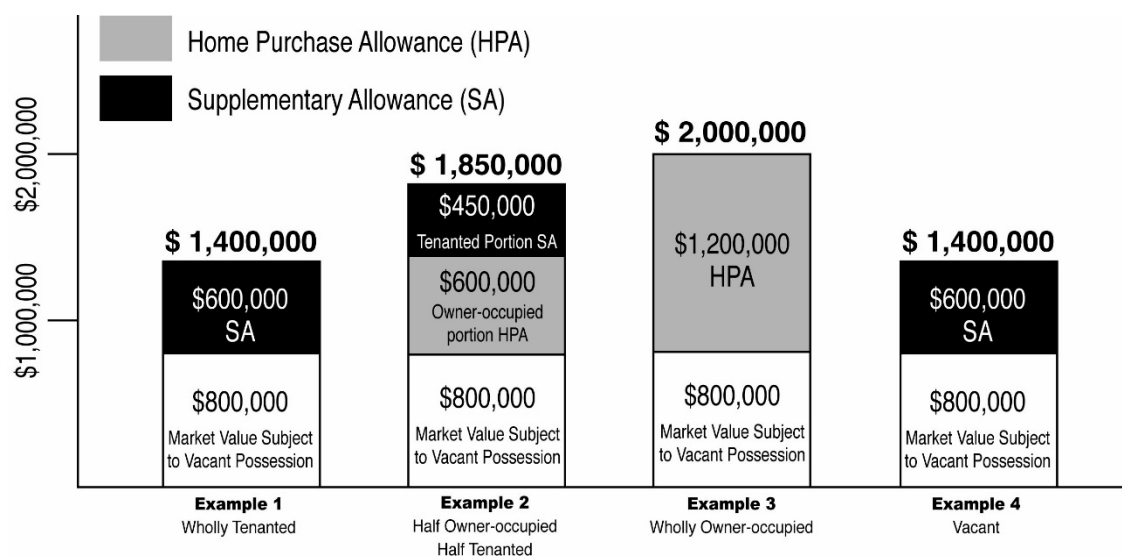 Home Purchase Allowance (HPA)
Supplementary Allowance (SA)
$2,000,000
$1,000,000
$ 1,400,000
$600,000
SA
$800,000
Market Value Subject
to Vacant Possession
Example 1
Wholly Tenanted
$ 1,850,000
$450,000
Tenanted Portion SA
$600,000
Owner-occupied
portion HPA
$800,000
Market Value Subject
to Vacant Possession
Example 2
Half Owner-occupied
Half Tenanted
$ 2,000,000
$1,200,000
HPA
$800,000
Market Value Subject
to Vacant Possession
Example 3
Wholly Owner-occupied
$ 1,400,000
$600,000
SA
$800,000
Market Value Subject
to Vacant Possession
Example 4
Vacant